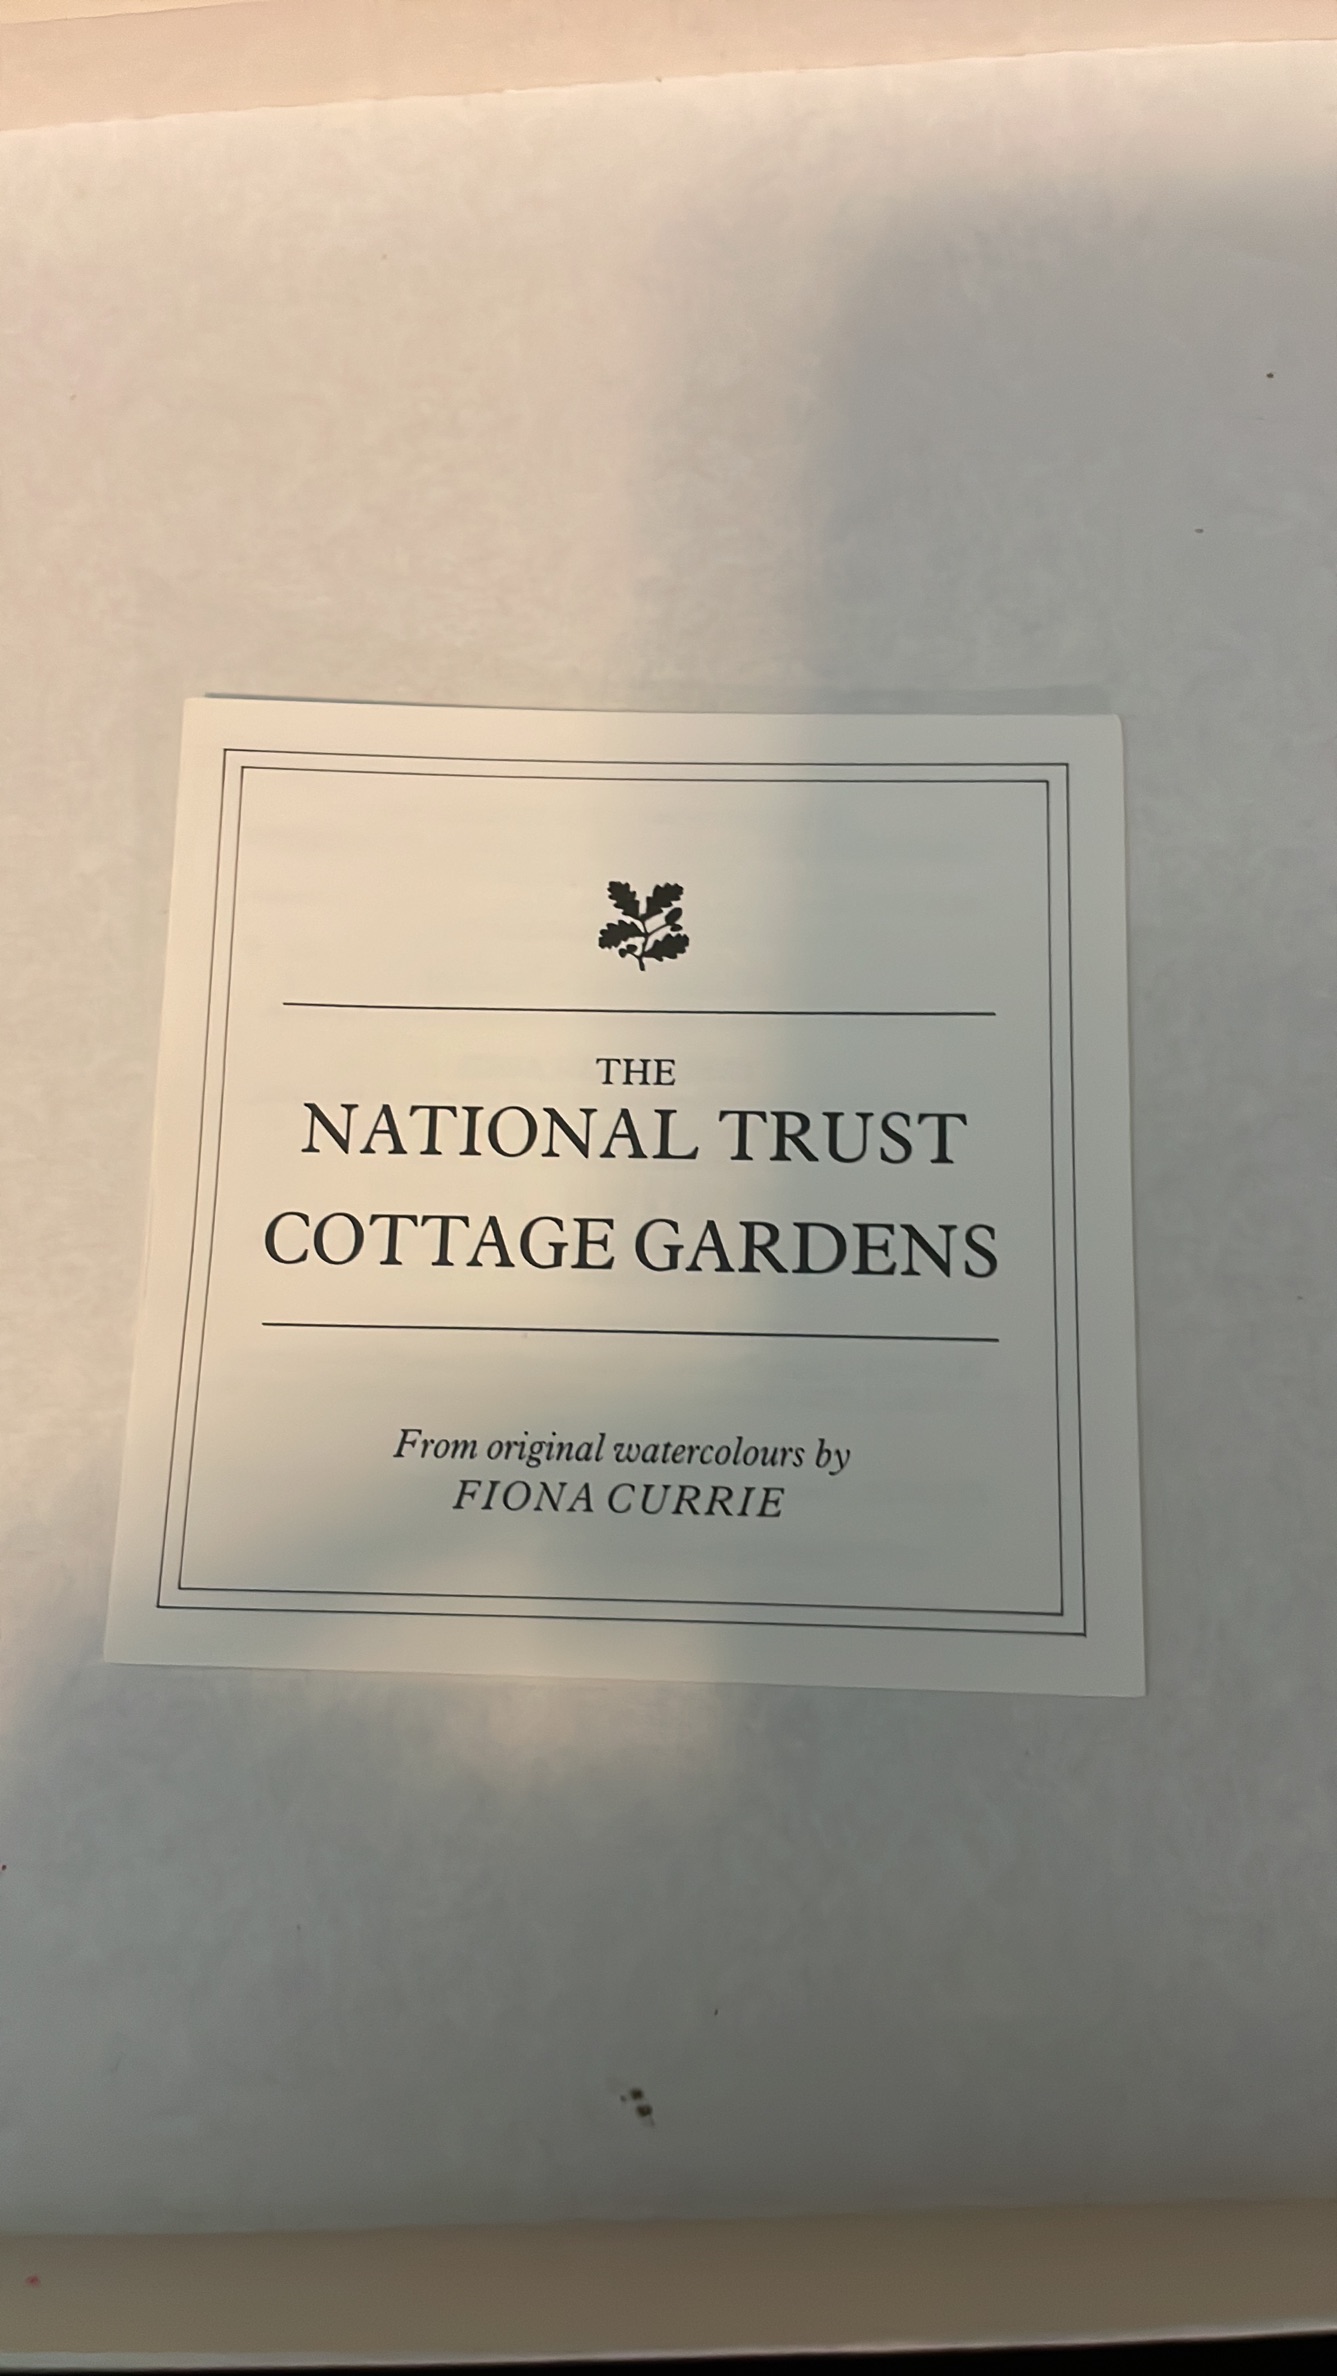 THE
NATIONAL TRUST
COTTAGE GARDENS
From original watercolours by
FIONA CURRIE